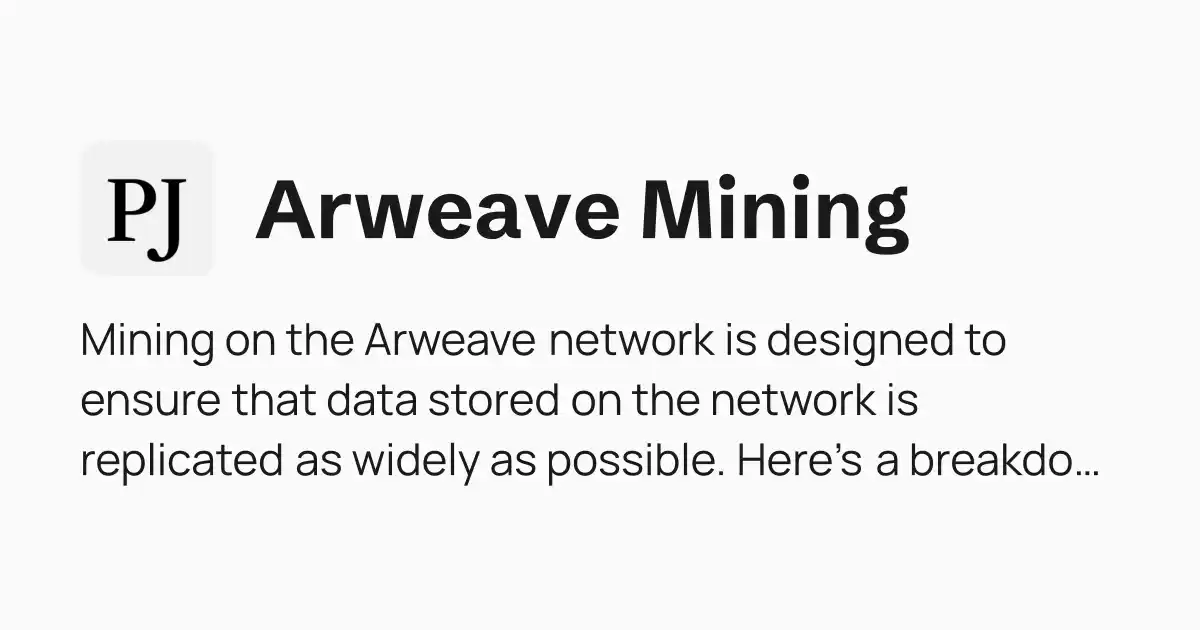 PJ
Arweave Mining
Mining on the Arweave network is designed to
ensure that data stored on the network is
replicated as widely as possible. Here’s a breakdo…